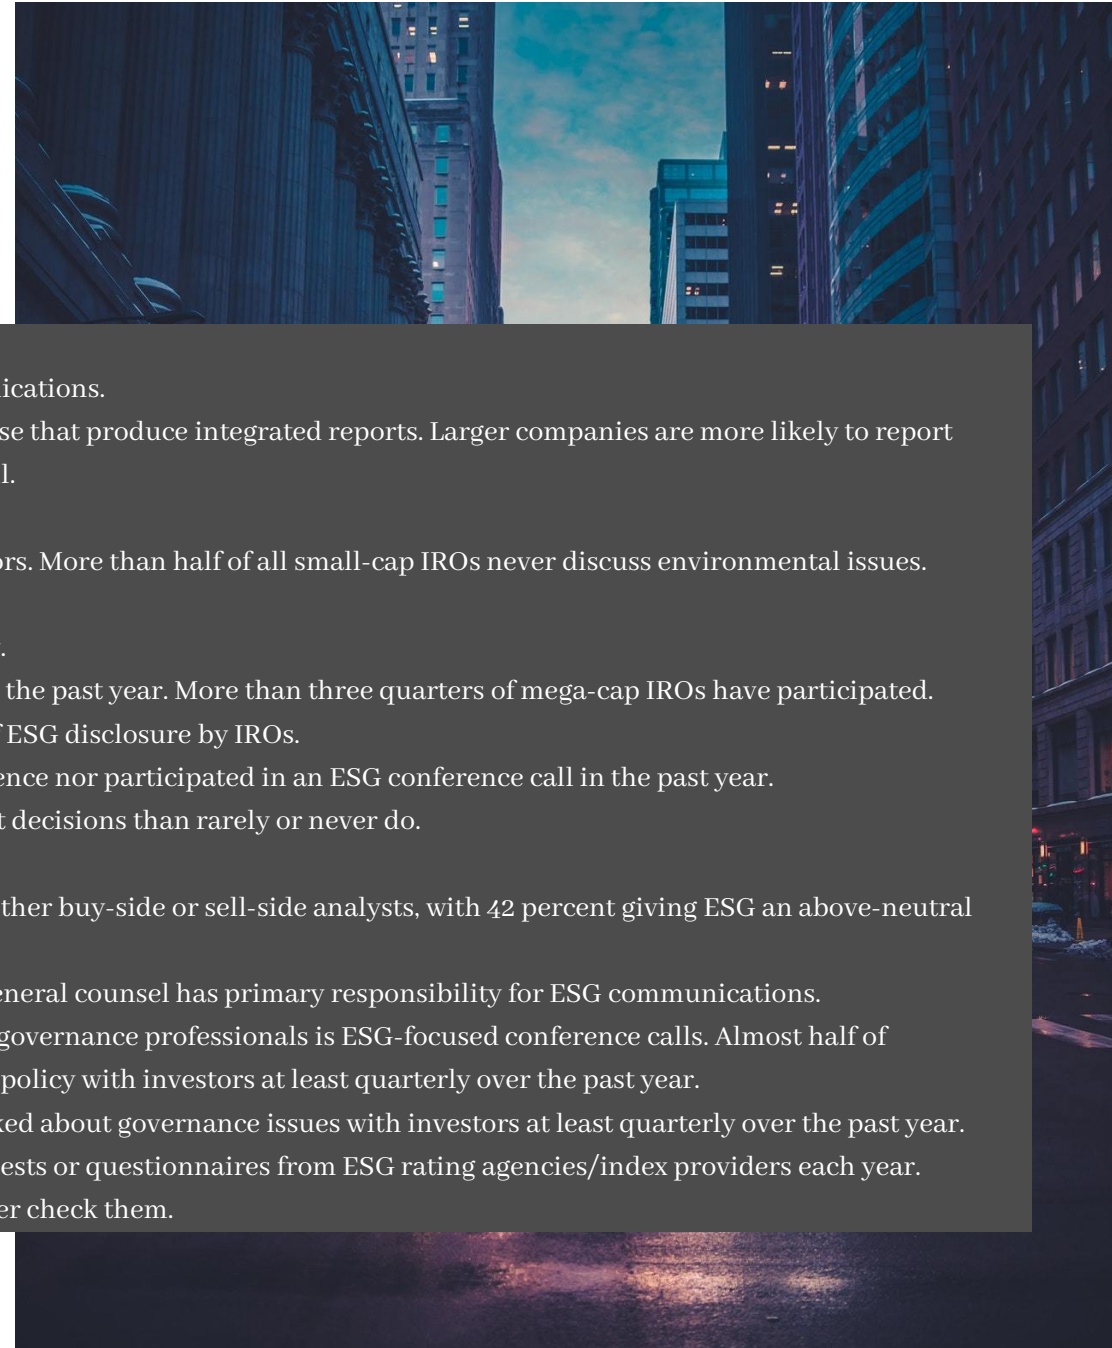 ications.
se that produce integrated reports. Larger companies are more likely to report
l.
ors. More than half of all small-cap IROs never discuss environmental issues.
.
the past year. More than three quarters of mega-cap IROs have participated.
f ESG disclosure by IROs.
ence nor participated in an ESG conference call in the past year.
t decisions than rarely or never do.
ther buy-side or sell-side analysts, with 42 percent giving ESG an above-neutral
eneral counsel has primary responsibility for ESG communications.
governance professionals is ESG-focused conference calls. Almost half of
policy with investors at least quarterly over the past year.
ked about governance issues with investors at least quarterly over the past year.
ests or questionnaires from ESG rating agencies/index providers each year.
er check them.